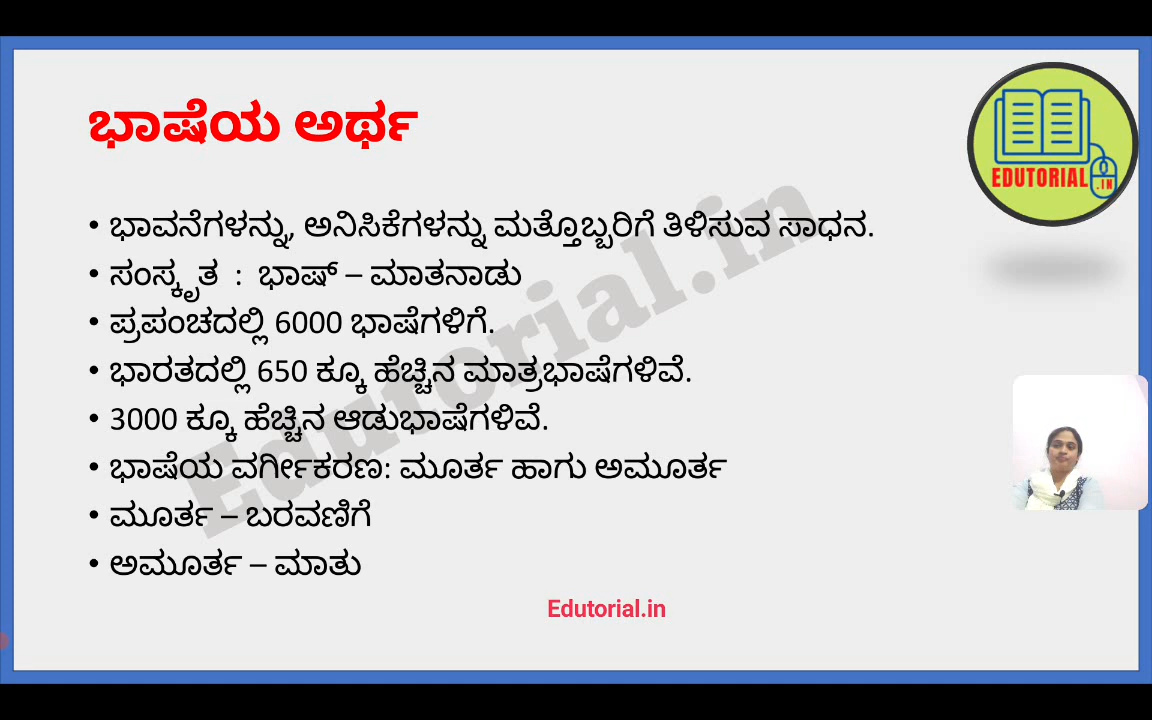 ಭಾಷೆಯ ಅರ್ಥ
EDUTORIAL
.IN
• ಭಾವನೆಗಳನ್ನು, ಅನಿಸಿಕೆಗಳನ್ನು ಮತ್ತೊಬ್ಬರಿಗೆ ತಿಳಿಸುವ ಸಾಧನ.
• ಸಂಸ್ಕೃತ : ಭಾಷ್ – ಮಾತನಾಡು
• ಪ್ರಪಂಚದಲ್ಲಿ 6000 ಭಾಷೆಗಳಿಗೆ.
• ಭಾರತದಲ್ಲಿ 650 ಕ್ಕೂ ಹೆಚ್ಚಿನ ಮಾತ್ರಭಾಷೆಗಳಿವೆ.
• 3000 ಕ್ಕೂ ಹೆಚ್ಚಿನ ಆಡುಭಾಷೆಗಳಿವೆ.
• ಭಾಷೆಯ ವರ್ಗೀಕರಣ: ಮೂರ್ತ ಹಾಗು ಅಮೂರ್ತ
• ಮೂರ್ತ – ಬರವಣಿಗೆ
• ಅಮೂರ್ತ – ಮಾತು
Edutorial.in
Edutorial.in